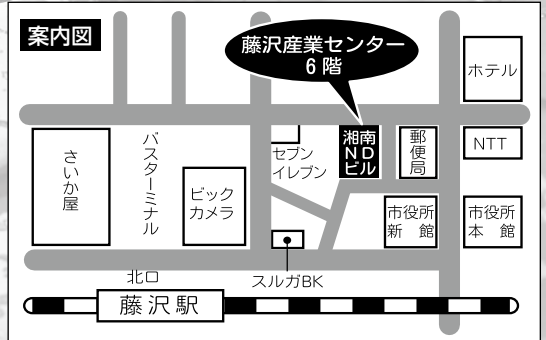 案内図
藤沢産業センター
6階
ホテル
さいか屋
バスターミナル
ビック
カメラ
セブン
イレブン
湘南
ND
ビル
郵便局
NTT
市役所
新 館
市役所
本 館
スルガBK
北口
藤沢駅